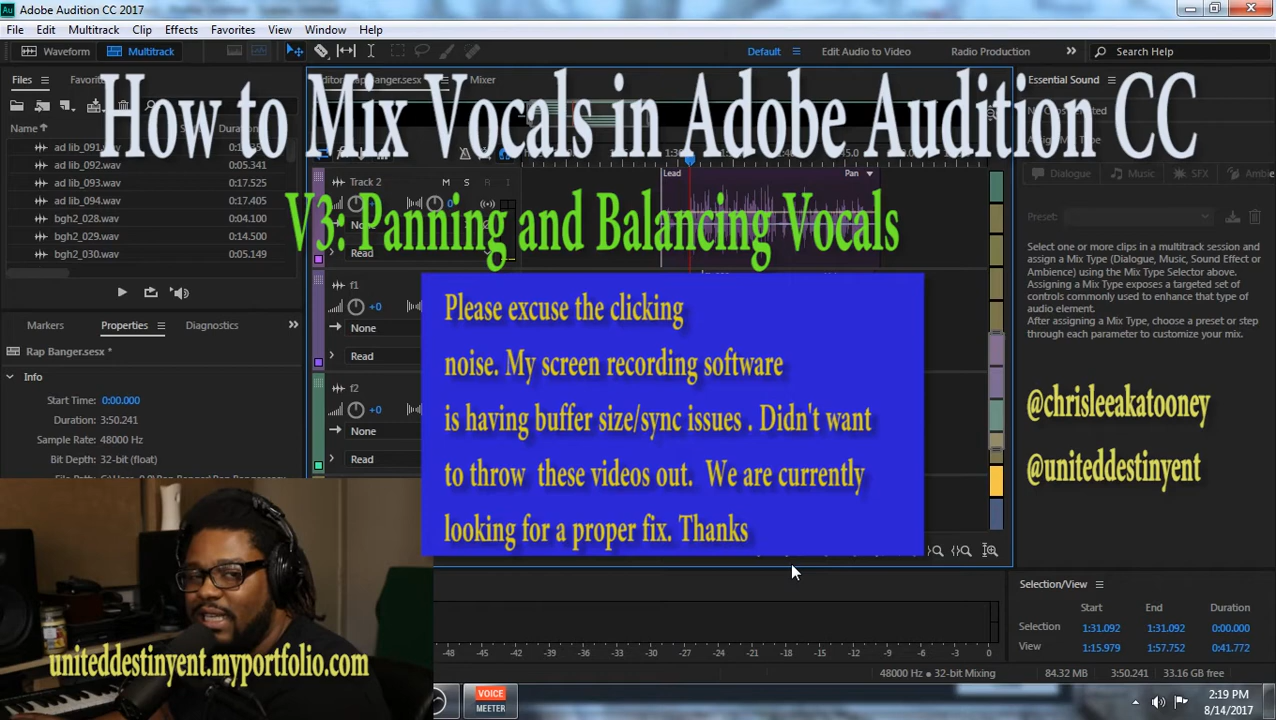 Adobe Audition CC 2017
File Edit Multitrack Clip Effects Favorites View Window Help
Waveform Multitrack Default Edit Audio to Video Radio Production Search Help
Files Mixer Essential Sound
How to Mix Vocals in Adobe Audition CC
Name Duration
ad lib_091.wav
ad lib_092.wav 0:05.341
ad lib_093.wav 0:17.525
ad lib_094.wav 0:17.405
bgh2_028.wav 0:04.100
bgh2_029.wav 0:14.500
bgh2_030.wav 0:05.149
Track 2 M S R I
Lead Pan
Dialogue Music SFX
Preset:
V3: Panning and Balancing Vocals
Read
f1
+0
None
Read
f2
+0
None
Read
Select one or more clips in a multitrack session and
assign a Mix Type (Dialogue, Music, Sound Effect or
Ambience) using the Mix Type Selector above.
Assigning a Mix Type exposes a targeted set of
controls commonly used to enhance that type of
audio element.
After assigning a Mix Type, choose a preset or step
through each parameter to customize your mix.
Please excuse the clicking
noise. My screen recording software
is having buffer size/sync issues . Didn't want
to throw these videos out. We are currently
looking for a proper fix. Thanks
@chrisleeakatooney
@uniteddestinyent
Markers Properties Diagnostics
Rap Banger.sesx *
Info
Start Time: 0:00.000
Duration: 3:50.241
Sample Rate: 48000 Hz
Bit Depth: 32-bit (float)
uniteddestinyent.myportfolio.com
Selection/View
Start End Duration
Selection 1:31.092 1:31.092 0:00.000
View 1:15.979 1:57.752 0:41.772
-48 -45 -42 -39 -36 -33 -30 -27 -24 -21 -18 -15 -12 -9 -6 -3 0
48000 Hz ● 32-bit Mixing 84.32 MB 3:50.241 33.16 GB free
VOICE
MEETER
2:19 PM
8/14/2017